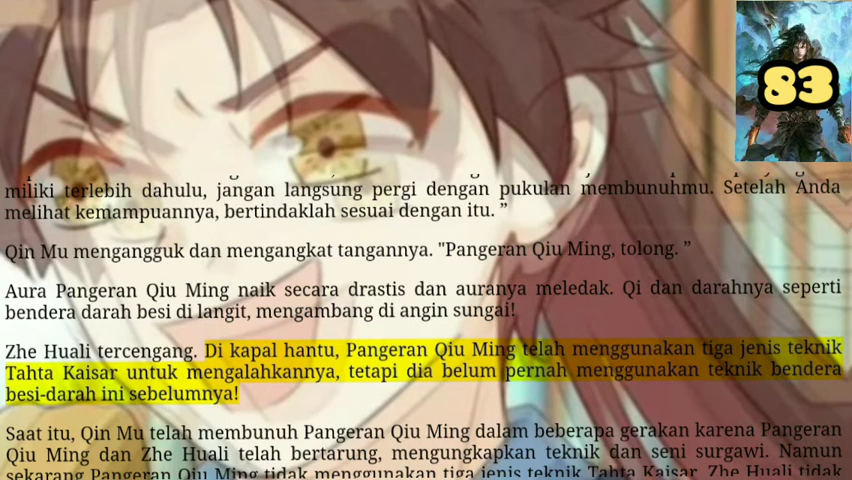 83
miliki terlebih dahulu, jangan langsung pergi dengan pukulan membunuhmu. Setelah Anda
melihat kemampuannya, bertindaklah sesuai dengan itu. ”
Qin Mu mengangguk dan mengangkat tangannya. "Pangeran Qiu Ming, tolong. ”
Aura Pangeran Qiu Ming naik secara drastis dan auranya meledak. Qi dan darahnya seperti
bendera darah besi di langit, mengambang di angin sungai!
Zhe Huali tercengang. Di kapal hantu, Pangeran Qiu Ming telah menggunakan tiga jenis teknik
Tahta Kaisar untuk mengalahkannya, tetapi dia belum pernah menggunakan teknik bendera
besi-darah ini sebelumnya!
Saat itu, Qin Mu telah membunuh Pangeran Qiu Ming dalam beberapa gerakan karena Pangeran
Qiu Ming dan Zhe Huali telah bertarung, mengungkapkan teknik dan seni surgawi. Namun
sekarang Pangeran Qiu Ming tidak menggunakan tiga jenis teknik Tahta Kaisar, Zhe Huali tidak